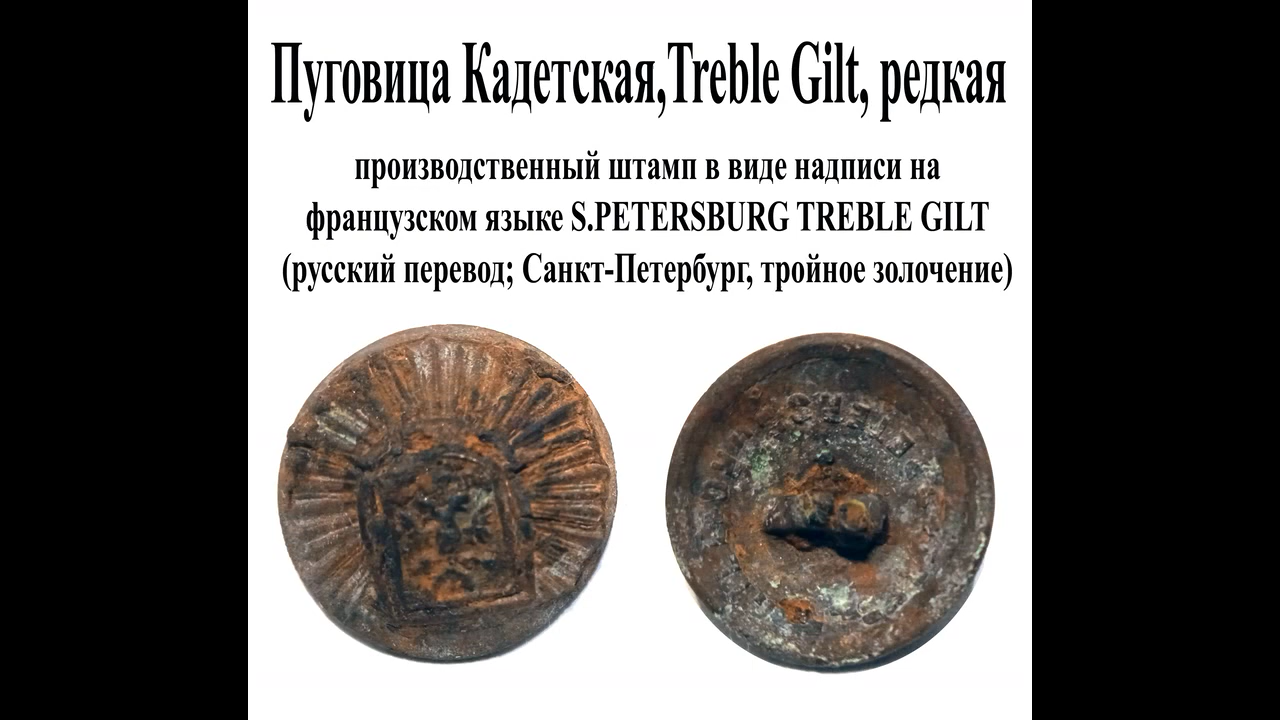 Пуговица Кадетская,Treble Gilt, редкая
производственный штамп в виде надписи на
французском языке S.PETERSBURG TREBLE GILT
(русский перевод; Санкт-Петербург, тройное золочение)